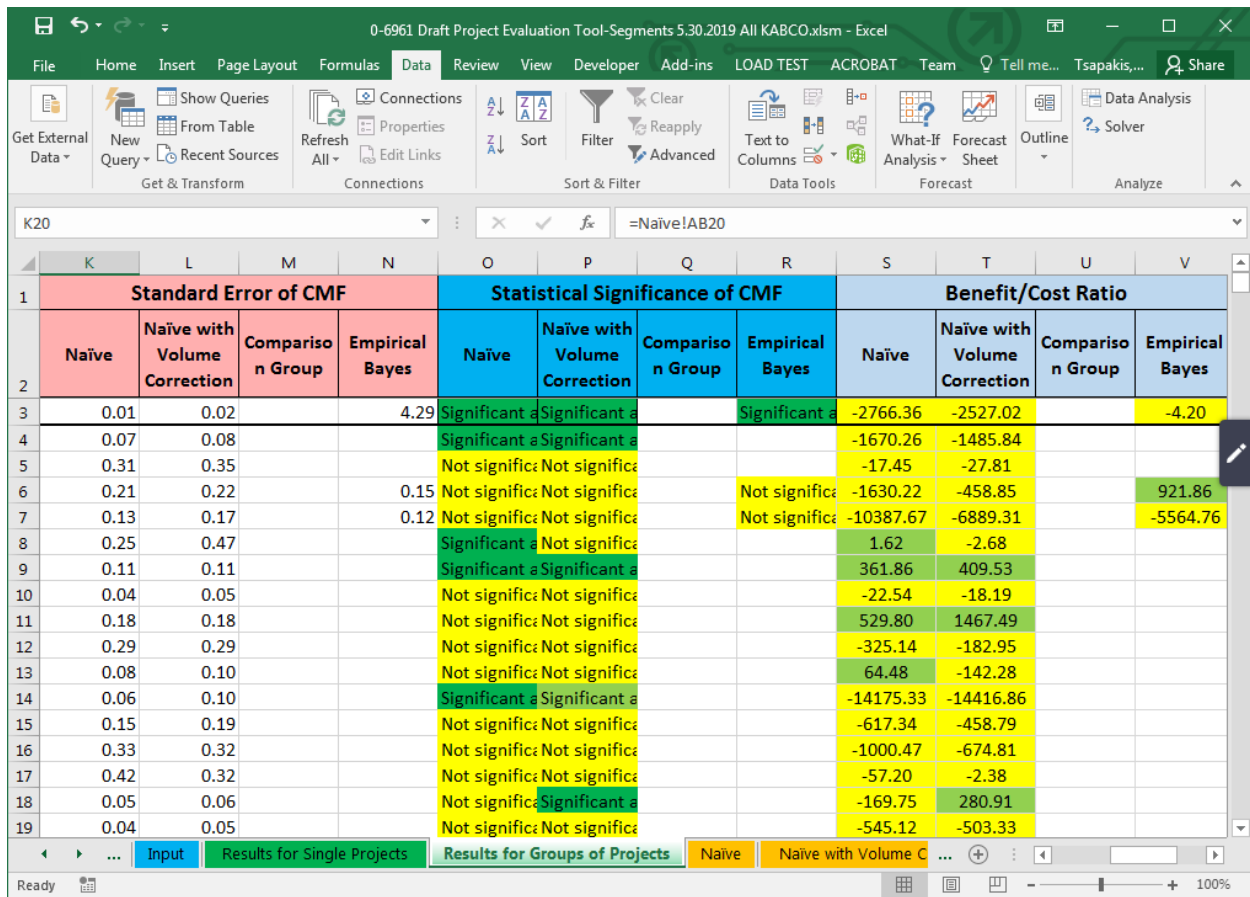 0-6961 Draft Project Evaluation Tool-Segments 5.30.2019 All KABCO.xlsm - Excel
File Home Insert Page Layout Formulas Data Review View Developer Add-ins LOAD TEST ACROBAT Team Tell me... Tsapakis,... Share
Get External Data
New Query
Show Queries
From Table
Recent Sources
Get & Transform
Refresh All
Connections
Properties
Edit Links
Connections
Sort
Filter
Clear
Reapply
Advanced
Sort & Filter
Text to Columns
Data Tools
What-If Analysis
Forecast Sheet
Forecast
Outline
Data Analysis
Solver
Analyze
K20 fx =Naïve!AB20
K L M N O P Q R S T U V
1 Standard Error of CMF Statistical Significance of CMF Benefit/Cost Ratio
2 Naïve Naïve with Volume Correction Compariso n Group Empirical Bayes Naïve Naïve with Volume Correction Compariso n Group Empirical Bayes Naïve Naïve with Volume Correction Compariso n Group Empirical Bayes
3 0.01 0.02 4.29 Significant a Significant a Significant a -2766.36 -2527.02 -4.20
4 0.07 0.08 Significant a Significant a -1670.26 -1485.84
5 0.31 0.35 Not significa Not significa -17.45 -27.81
6 0.21 0.22 0.15 Not significa Not significa Not significa -1630.22 -458.85 921.86
7 0.13 0.17 0.12 Not significa Not significa Not significa -10387.67 -6889.31 -5564.76
8 0.25 0.47 Significant a Not significa 1.62 -2.68
9 0.11 0.11 Significant a Significant a 361.86 409.53
10 0.04 0.05 Not significa Not significa -22.54 -18.19
11 0.18 0.18 Not significa Not significa 529.80 1467.49
12 0.29 0.29 Not significa Not significa -325.14 -182.95
13 0.08 0.10 Not significa Not significa 64.48 -142.28
14 0.06 0.10 Significant a Significant a -14175.33 -14416.86
15 0.15 0.19 Not significa Not significa -617.34 -458.79
16 0.33 0.32 Not significa Not significa -1000.47 -674.81
17 0.42 0.32 Not significa Not significa -57.20 -2.38
18 0.05 0.06 Not significa Significant a -169.75 280.91
19 0.04 0.05 Not significa Not significa -545.12 -503.33
... Input Results for Single Projects Results for Groups of Projects Naïve Naïve with Volume C ...
Ready 100%